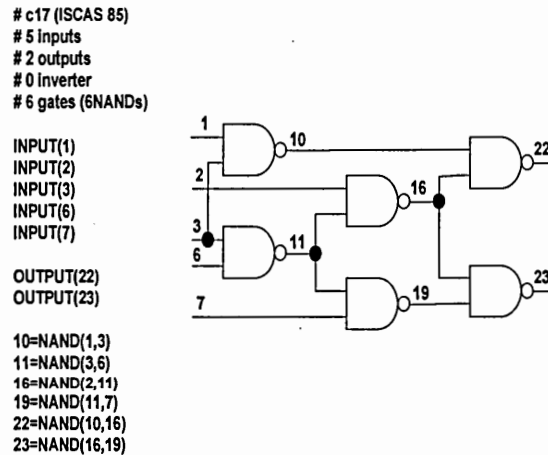 # c17 (ISCAS 85)
# 5 inputs
# 2 outputs
# 0 inverter
# 6 gates (6NANDs)
INPUT(1)
INPUT(2)
INPUT(3)
INPUT(6)
INPUT(7)
OUTPUT(22)
OUTPUT(23)
10=NAND(1,3)
11=NAND(3,6)
16=NAND(2,11)
19=NAND(11,7)
22=NAND(10,16)
23=NAND(16,19)
1
10
22
2
16
3
11
6
23
7
19